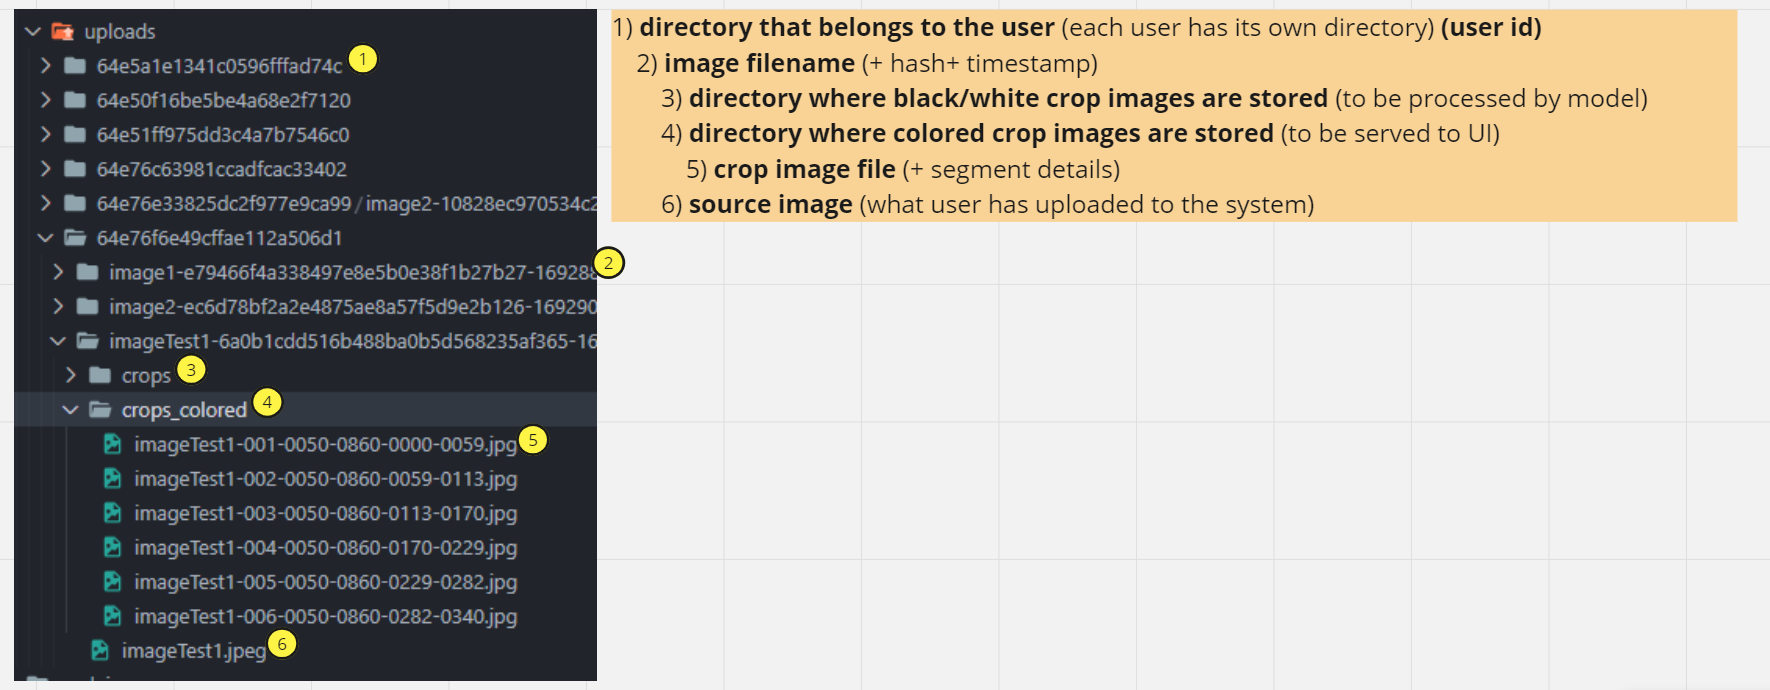 uploads
64e5a1e1341c0596fffad74c 1
64e50f16be5be4a68e2f7120
64e51ff975dd3c4a7b7546c0
64e76c63981ccadfcac33402
64e76e33825dc2f977e9ca99/image2-10828ec970534c2
64e76f6e49cffae112a506d1
image1-e79466f4a338497e8e5b0e38f1b27b27-169288 2
image2-ec6d78bf2a2e4875ae8a57f5d9e2b126-169290
imageTest1-6a0b1cdd516b488ba0b5d568235af365-16
crops 3
crops_colored 4
imageTest1-001-0050-0860-0000-0059.jpg 5
imageTest1-002-0050-0860-0059-0113.jpg
imageTest1-003-0050-0860-0113-0170.jpg
imageTest1-004-0050-0860-0170-0229.jpg
imageTest1-005-0050-0860-0229-0282.jpg
imageTest1-006-0050-0860-0282-0340.jpg
imageTest1.jpeg 6
1) directory that belongs to the user (each user has its own directory) (user id)
2) image filename (+ hash+ timestamp)
3) directory where black/white crop images are stored (to be processed by model)
4) directory where colored crop images are stored (to be served to UI)
5) crop image file (+ segment details)
6) source image (what user has uploaded to the system)